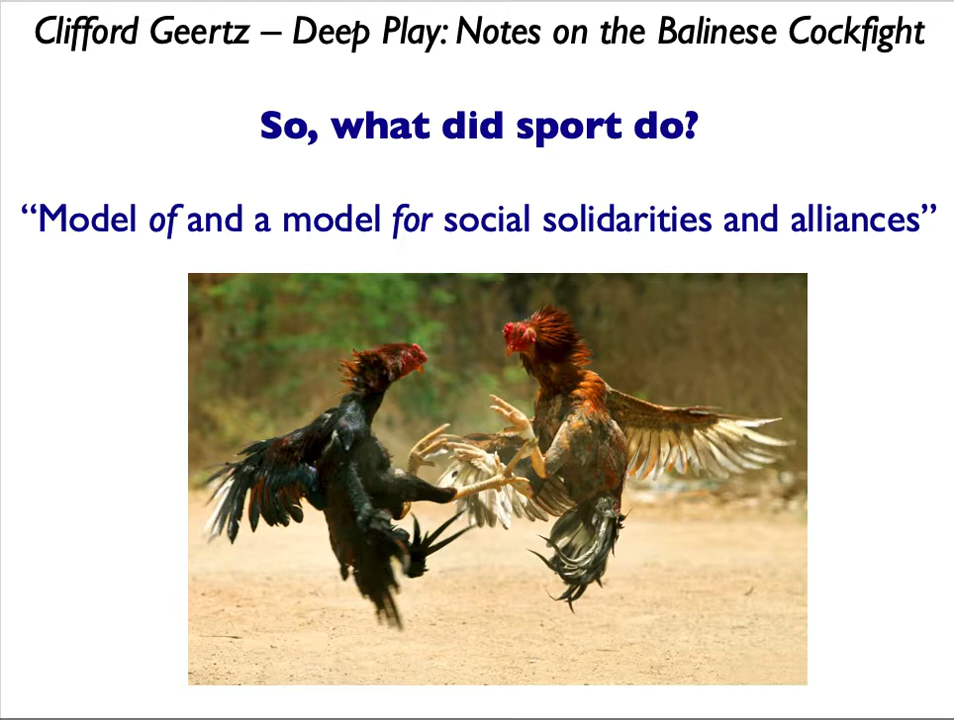 Clifford Geertz – Deep Play: Notes on the Balinese Cockfight
So, what did sport do?
“Model of and a model for social solidarities and alliances”